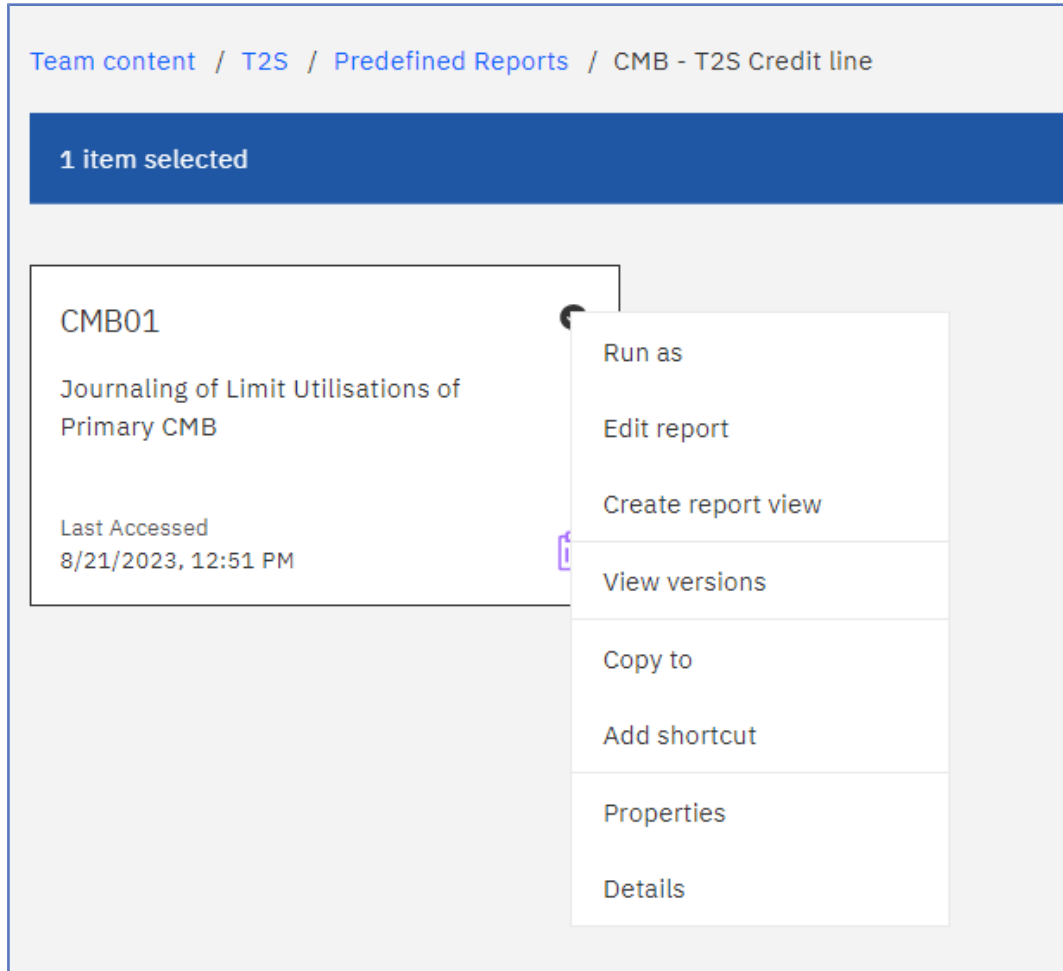 Team content / T2S / Predefined Reports / CMB - T2S Credit line
1 item selected
CMB01
Journaling of Limit Utilisations of
Primary CMB
Last Accessed
8/21/2023, 12:51 PM
Run as
Edit report
Create report view
View versions
Copy to
Add shortcut
Properties
Details